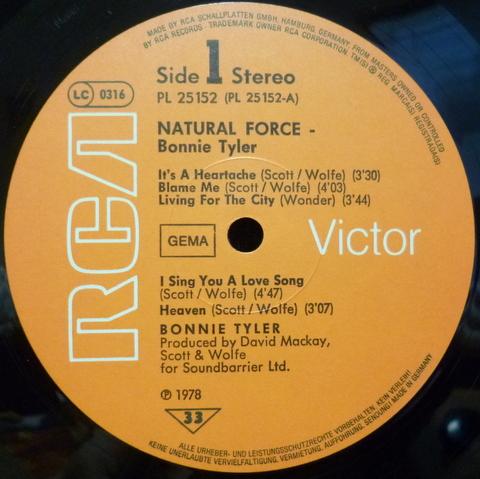 MADE BY RCA SCHALLPLATTEN GMBH, HAMBURG, GERMANY FROM MASTERS OWNED OR CONTROLLED
BY RCA RECORDS · TRADEMARK OWNER RCA CORPORATION. TM(S) ® REG. MARCA(S) REGISTRADA(S)
Side 1 Stereo
LC 0316
PL 25152 (PL 25152-A)
NATURAL FORCE -
Bonnie Tyler
It's A Heartache (Scott/Wolfe) (3'30)
Blame Me (Scott/Wolfe) (4'03)
Living For The City (Wonder) (3'44)
RCA
GEMA
Victor
I Sing You A Love Song
(Scott/Wolfe) (4'47)
Heaven (Scott/Wolfe) (3'07)
BONNIE TYLER
Produced by David Mackay,
Scott & Wolfe
for Soundbarrier Ltd.
℗ 1978
33
ALLE URHEBER- UND LEISTUNGSSCHUTZRECHTE VORBEHALTEN. KEIN VERLEIH!
KEINE UNERLAUBTE VERVIELFÄLTIGUNG, VERMIETUNG, AUFFÜHRUNG, SENDUNG! MADE IN GERMANY